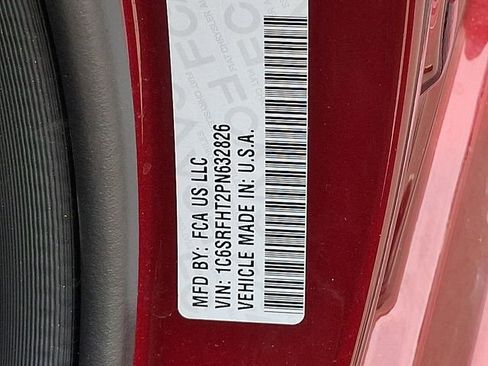 MFD BY: FCA US LLC
VIN: 1C6SRFHT2PN632826
VEHICLE MADE IN: U.S.A.